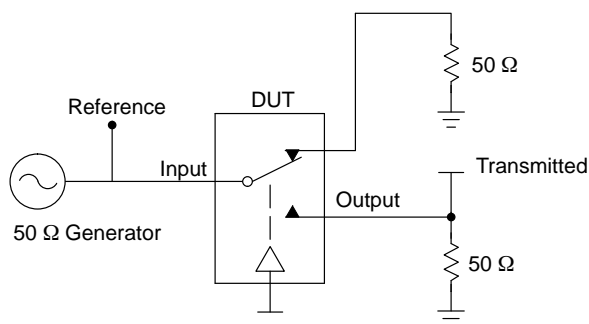 50 Ω
Reference
DUT
Input
Transmitted
Output
50 Ω Generator
50 Ω